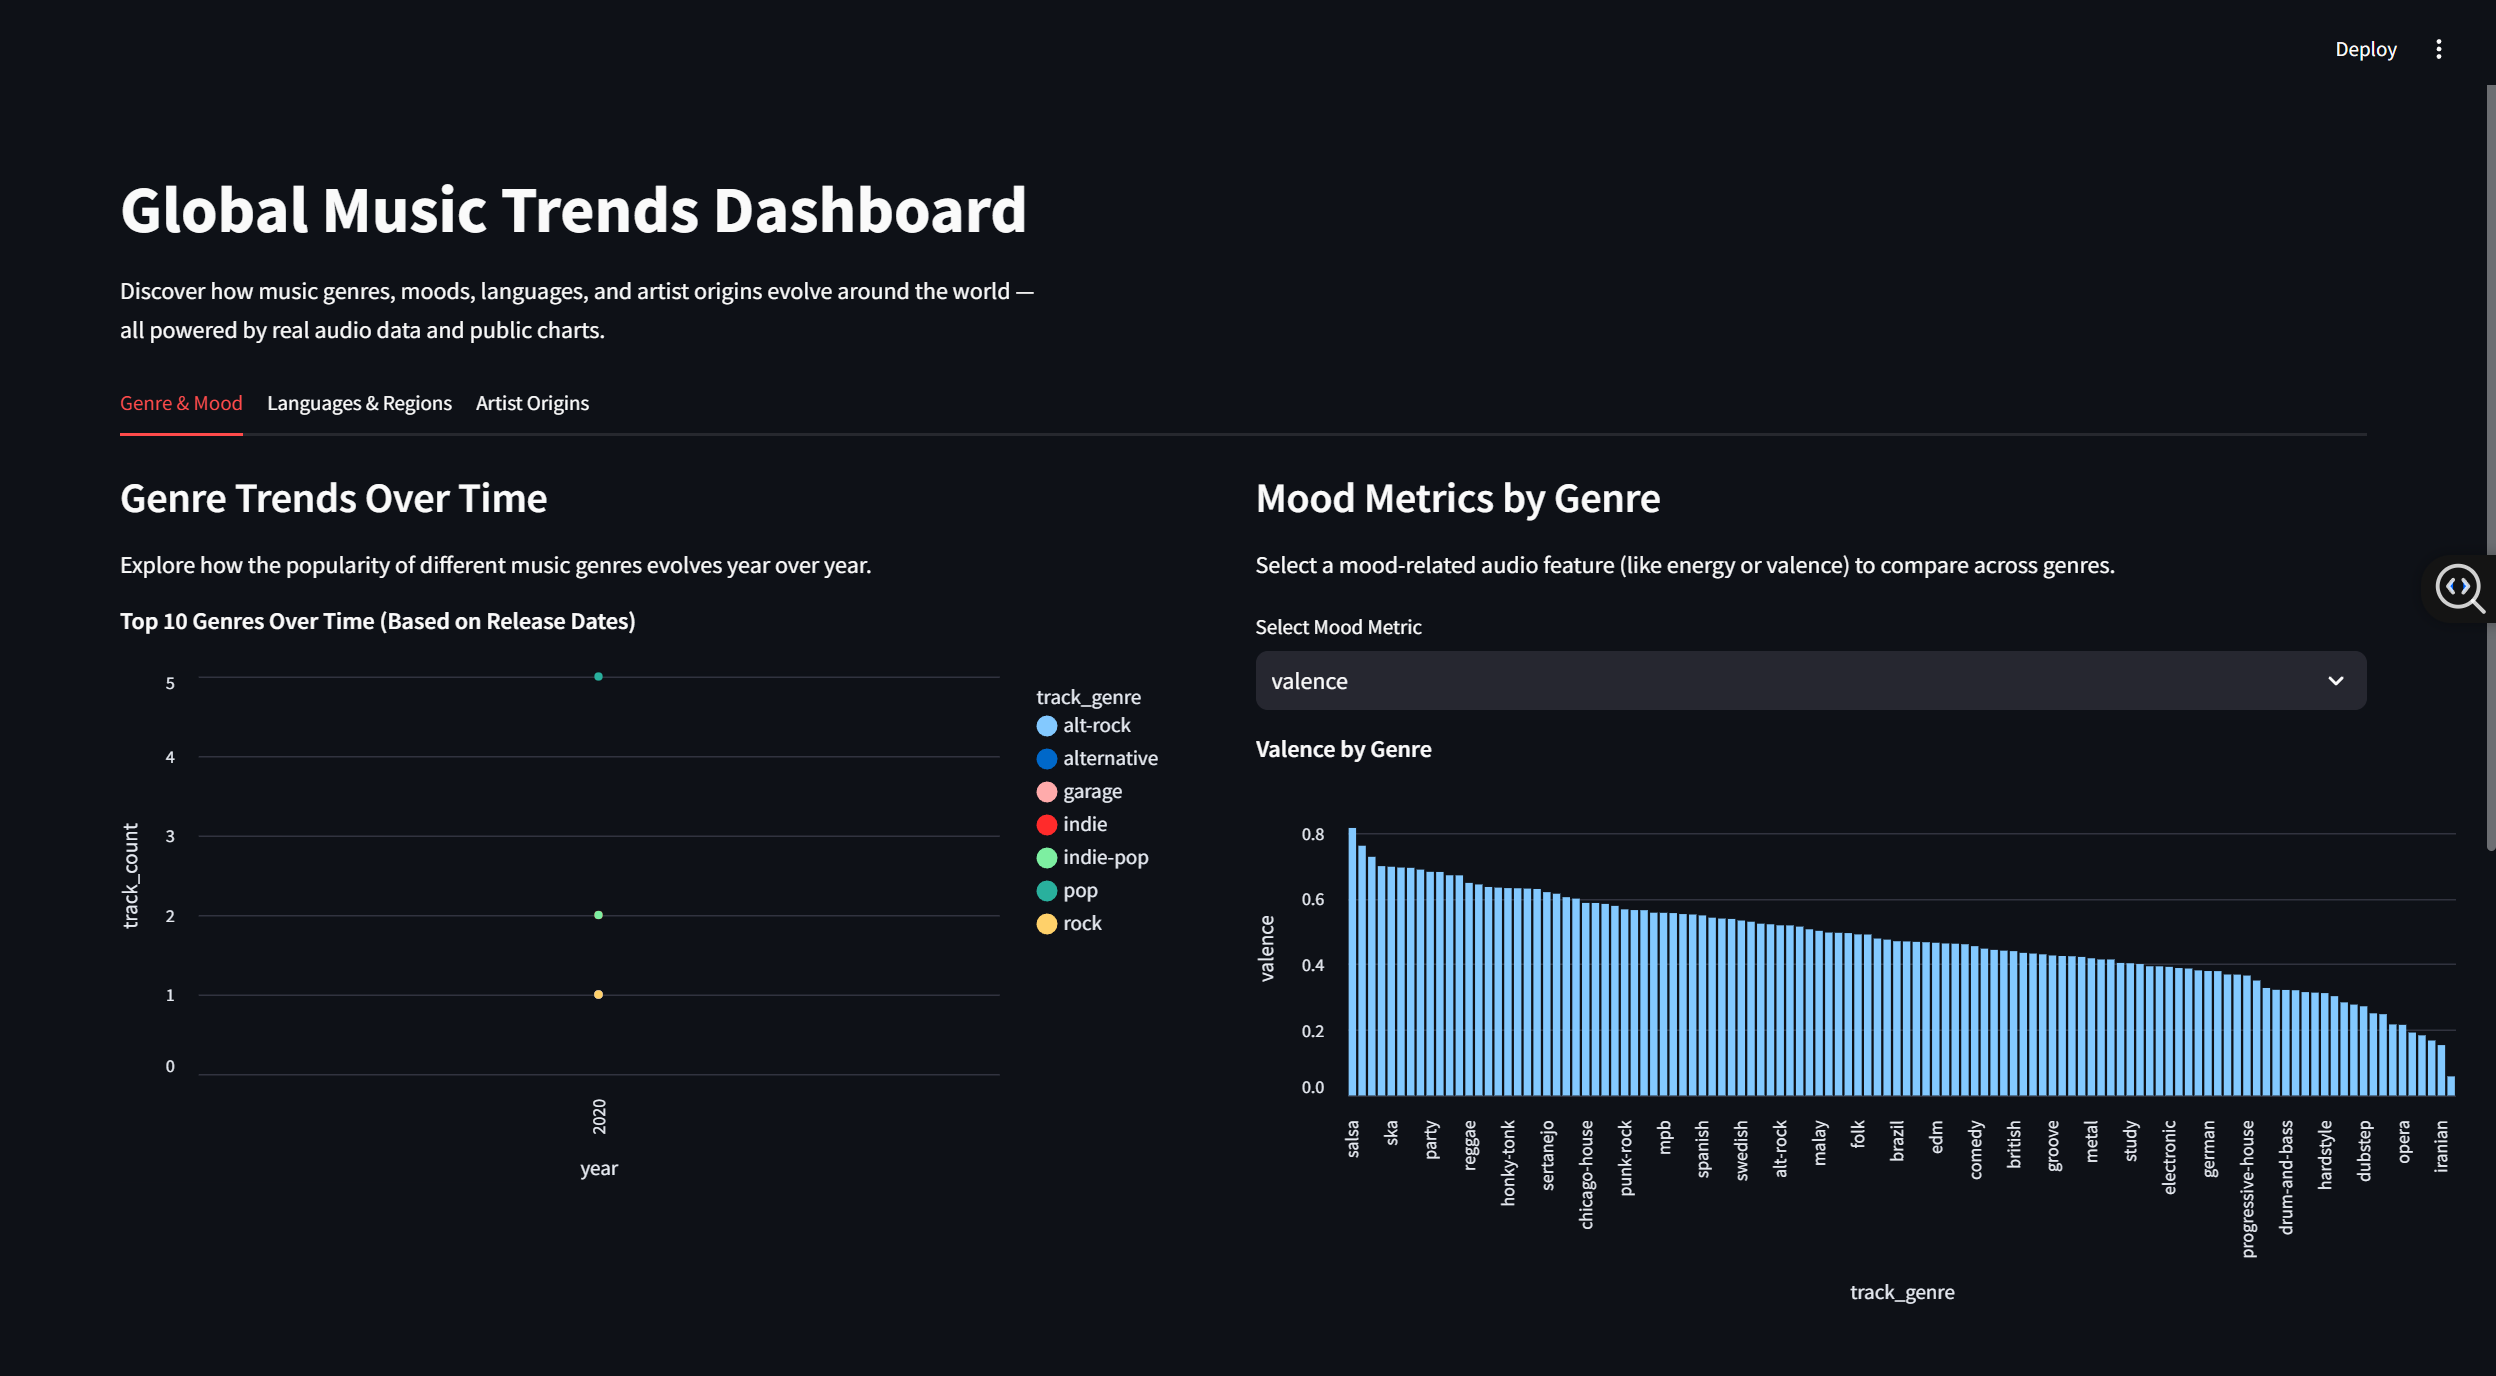 Deploy
Global Music Trends Dashboard
Discover how music genres, moods, languages, and artist origins evolve around the world —
all powered by real audio data and public charts.
Genre & Mood
Languages & Regions
Artist Origins
Genre Trends Over Time
Explore how the popularity of different music genres evolves year over year.
Top 10 Genres Over Time (Based on Release Dates)
5
4
3
2
1
0
track_count
2020
year
track_genre
alt-rock
alternative
garage
indie
indie-pop
pop
rock
Mood Metrics by Genre
Select a mood-related audio feature (like energy or valence) to compare across genres.
Select Mood Metric
valence
Valence by Genre
0.8
0.6
0.4
0.2
0.0
valence
salsa
ska
party
reggae
honky-tonk
sertanejo
chicago-house
punk-rock
mpb
spanish
swedish
alt-rock
malay
folk
brazil
edm
comedy
british
groove
metal
study
electronic
german
progressive-house
drum-and-bass
hardstyle
dubstep
opera
iranian
track_genre